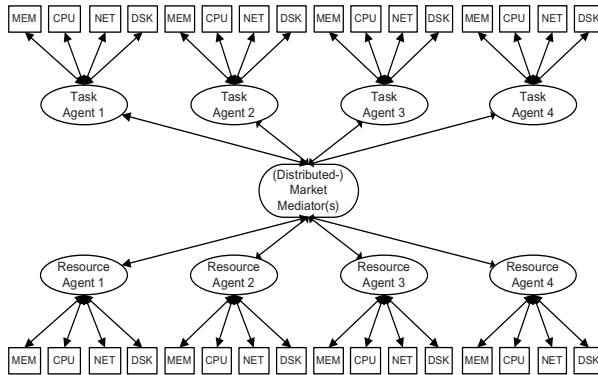 MEM CPU NET DSK MEM CPU NET DSK MEM CPU NET DSK MEM CPU NET DSK
Task Task Task Task
Agent 1 Agent 2 Agent 3 Agent 4
(Distributed-)
Market
Mediator(s)
Resource Resource Resource Resource
Agent 1 Agent 2 Agent 3 Agent 4
MEM CPU NET DSK MEM CPU NET DSK MEM CPU NET DSK MEM CPU NET DSK